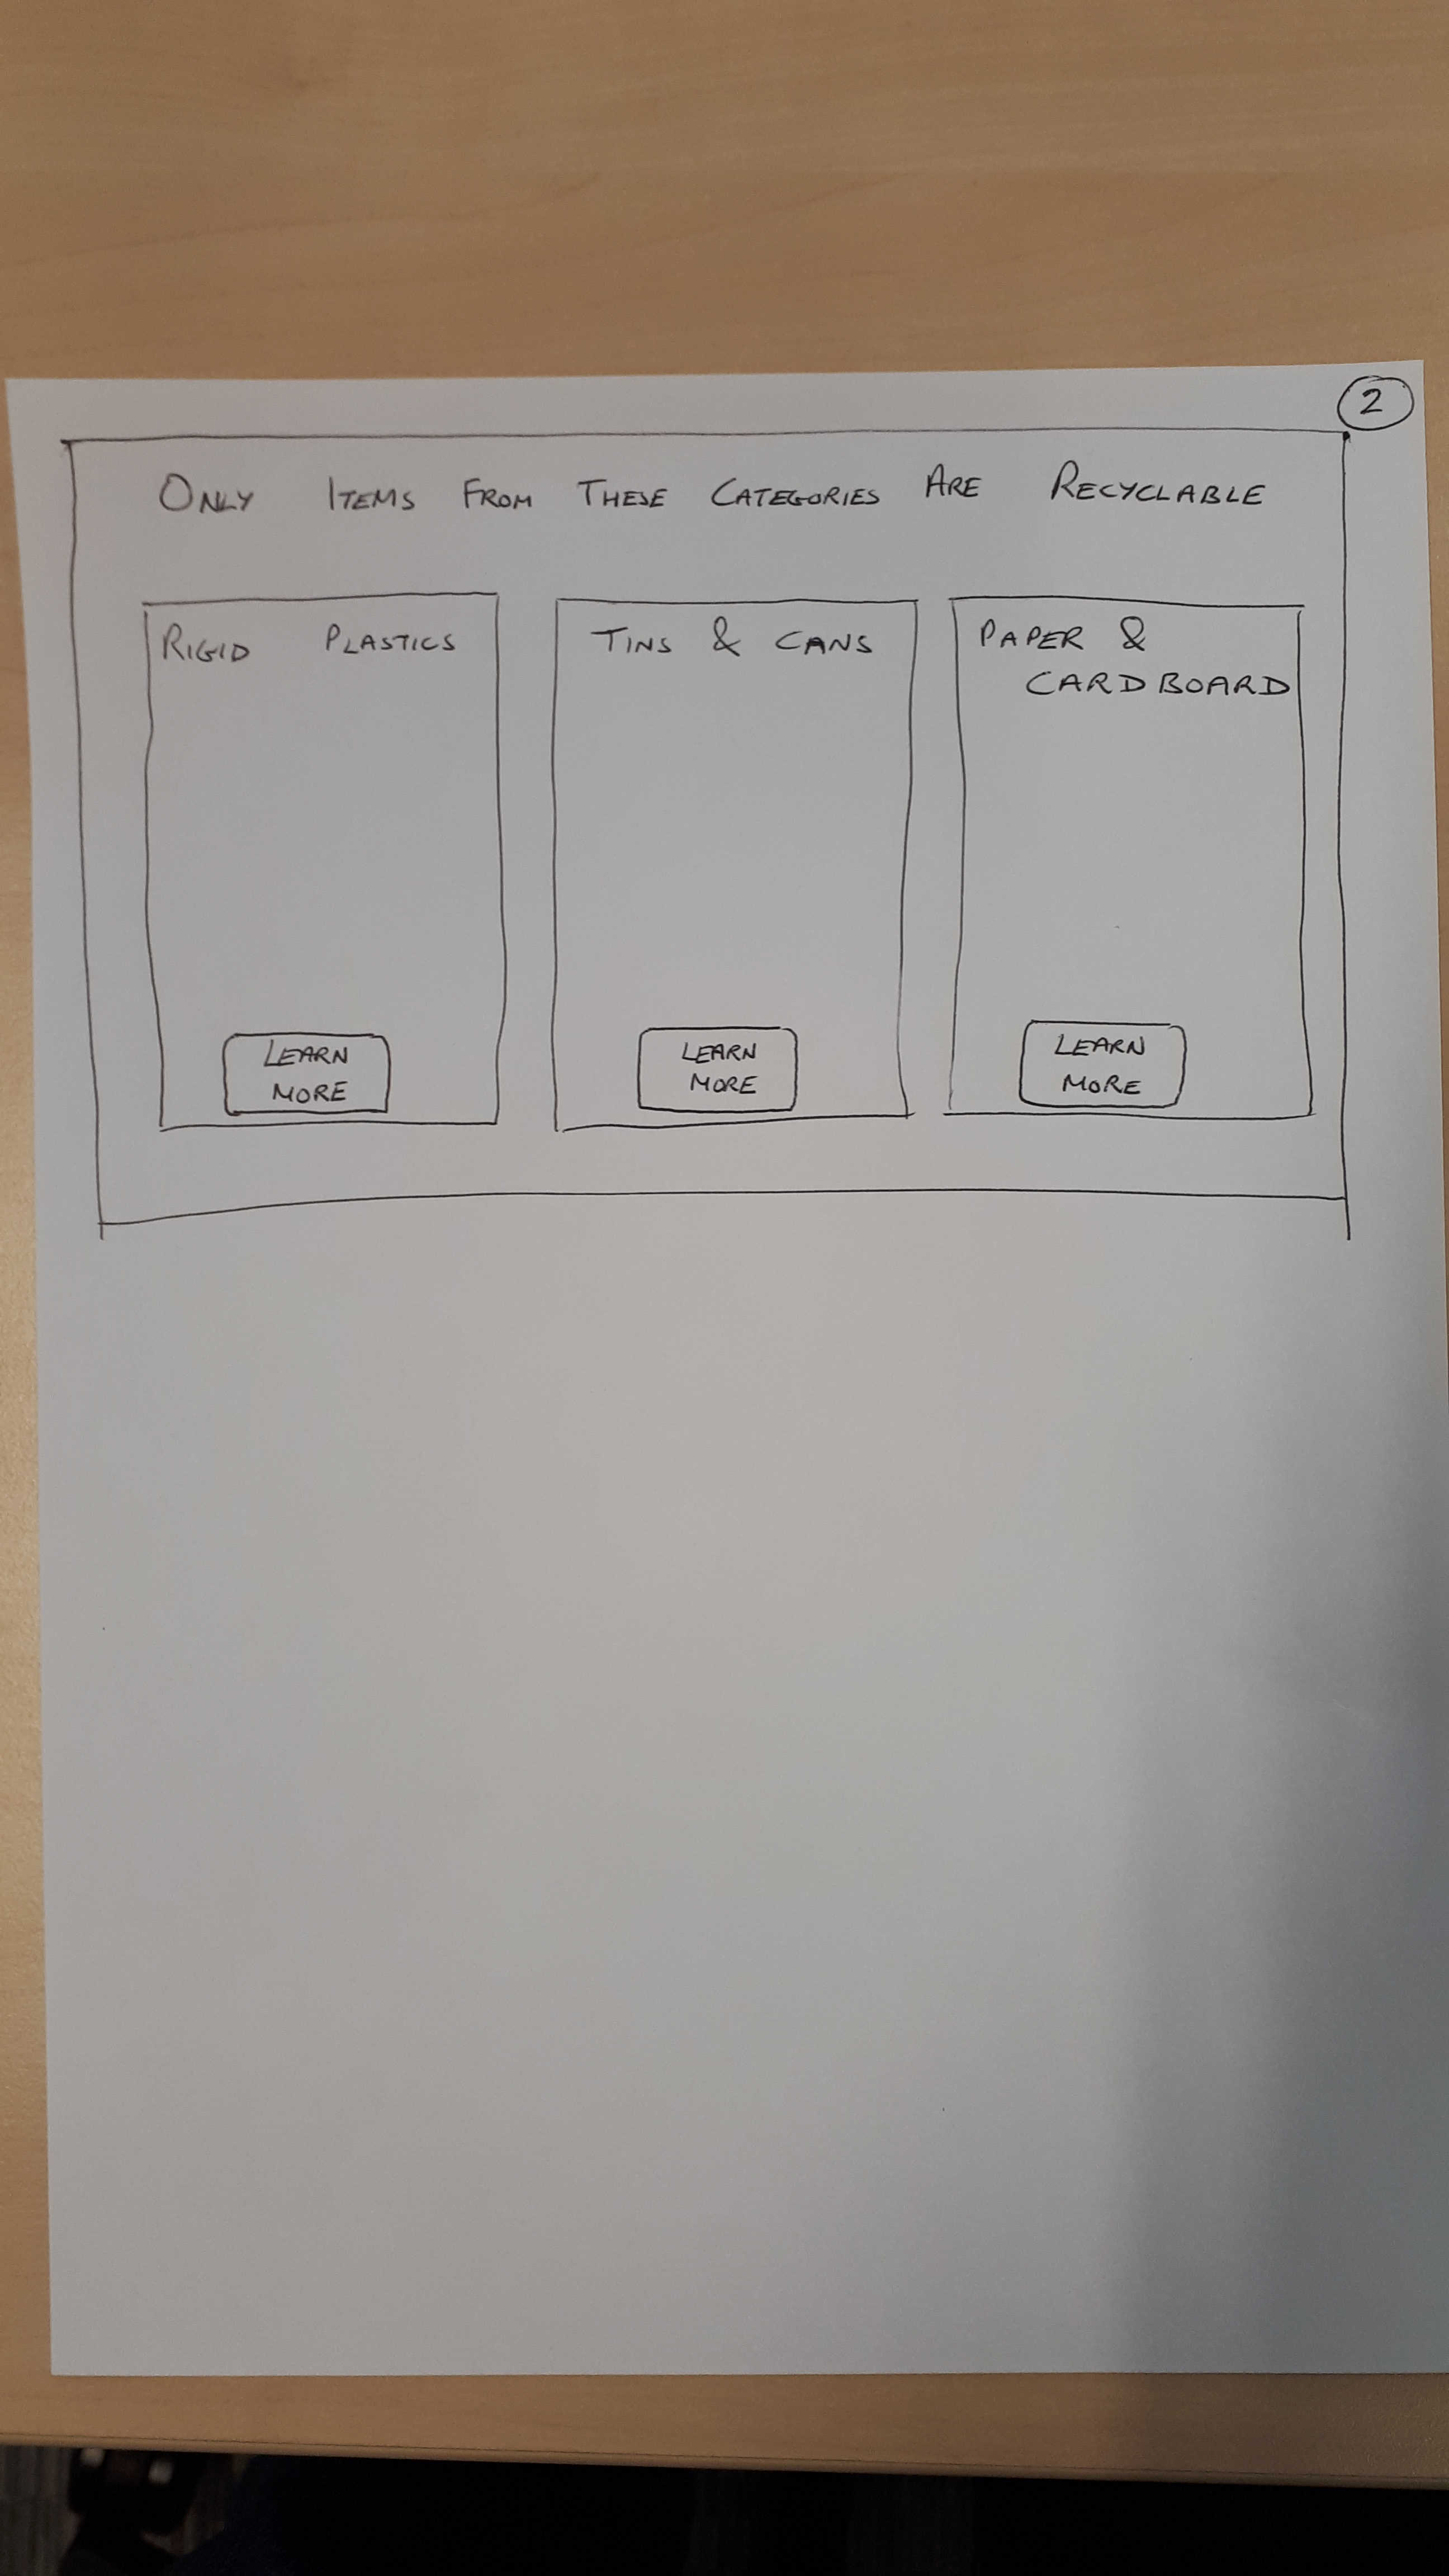 2
ONLY ITEMS FROM THESE CATEGORIES ARE RECYCLABLE
RIGID PLASTICS
LEARN
MORE
TINS & CANS
LEARN
MORE
PAPER &
CARDBOARD
LEARN
MORE